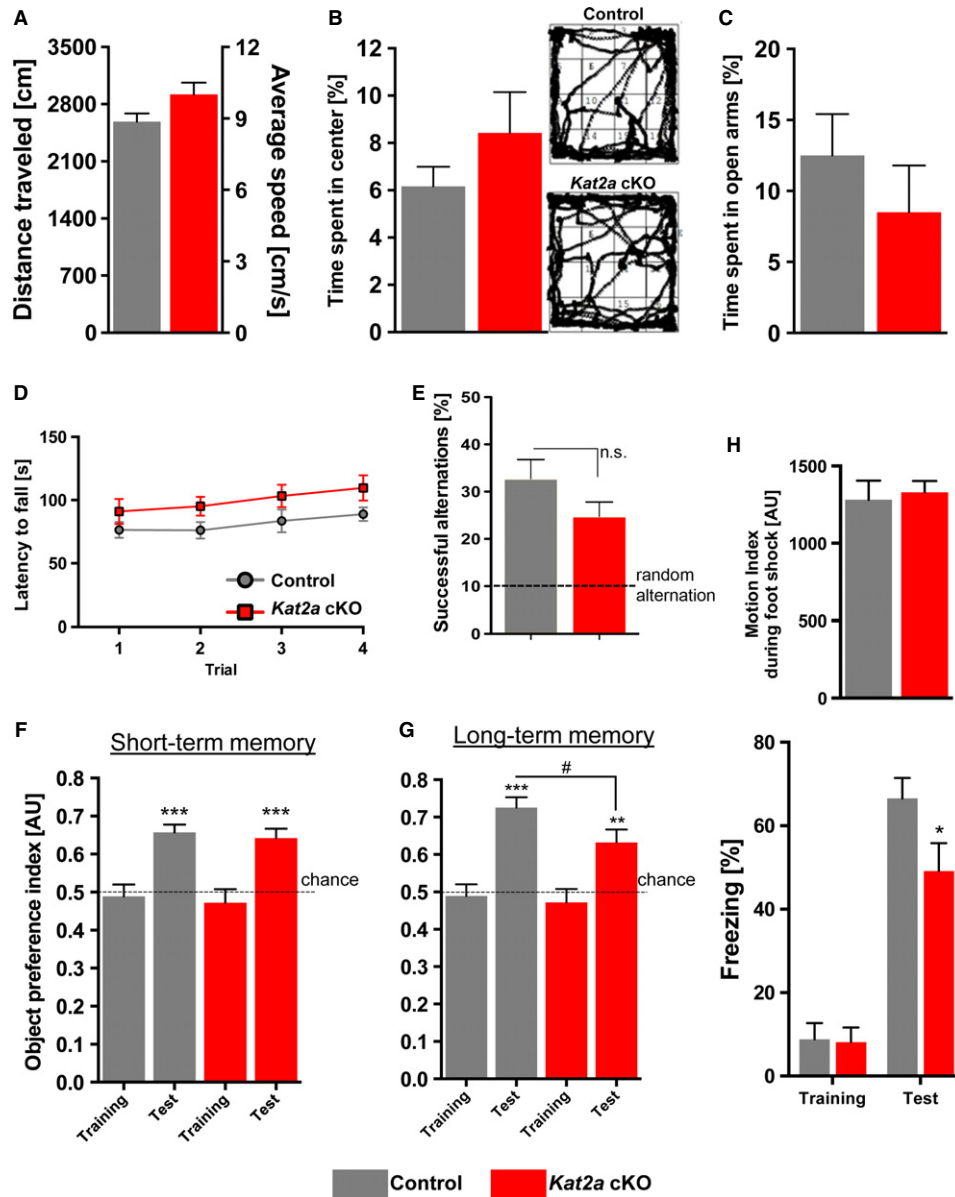 A
3500
2800
2100
1400
700
0
Distance traveled [cm]
12
9
6
3
0
Average speed [cm/s]
B
12
10
8
6
4
2
0
Time spent in center [%]
Control
Kat2a cKO
C
20
15
10
5
0
Time spent in open arms [%]
D
150
100
50
0
Latency to fall [s]
Control
Kat2a cKO
1 2 3 4
Trial
E
50
40
30
20
10
0
Successful alternations [%]
n.s.
random
alternation
H
1500
1000
500
0
Motion Index
during foot shock [AU]
F
Short-term memory
0.8
0.7
0.6
0.5
0.4
0.3
0.2
0.1
0.0
Object preference index [AU]
*** ***
chance
Training Test Training Test
G
Long-term memory
0.8
0.7
0.6
0.5
0.4
0.3
0.2
0.1
0.0
#
***
**
chance
Training Test Training Test
80
60
40
20
0
Freezing [%]
*
Training Test
Control Kat2a cKO